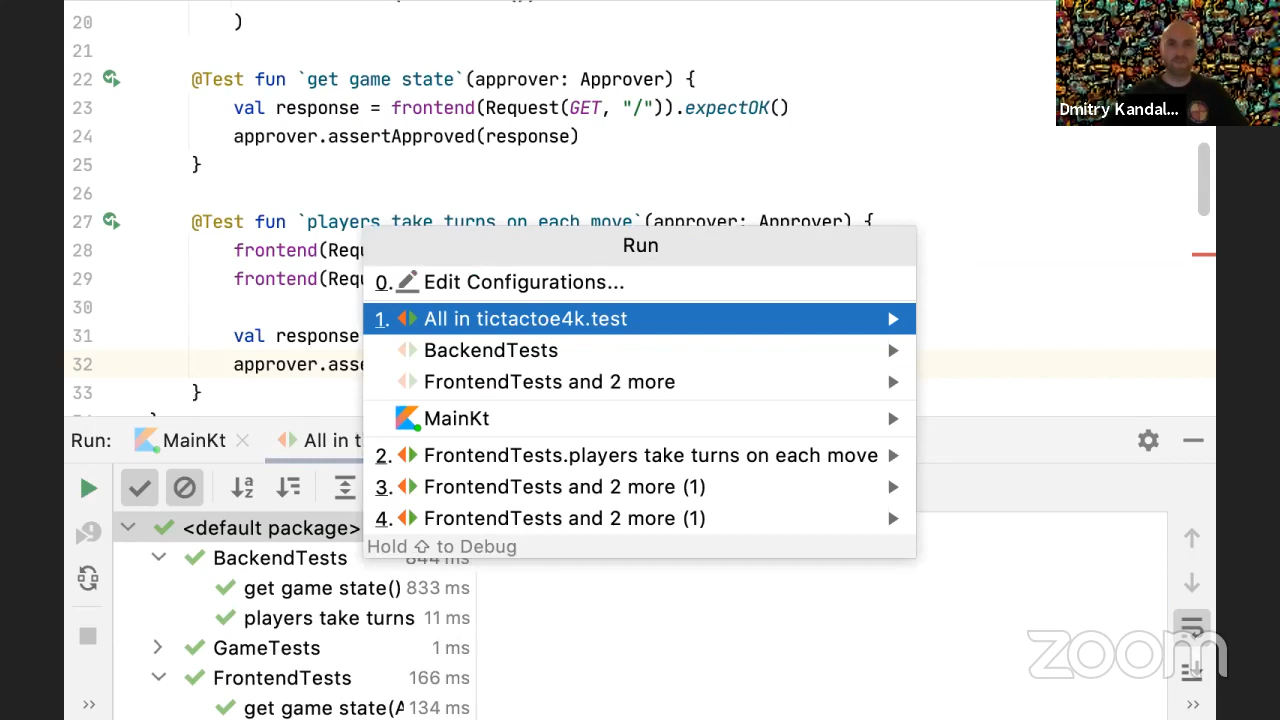 20 )
21
22 @Test fun `get game state`(approver: Approver) {
23 val response = frontend(Request(GET, "/")).expectOK()
24 approver.assertApproved(response)
25 }
26
27 @Test fun `players take turns on each move`(approver: Approver) {
28 frontend(Requ
29 frontend(Requ
30
31 val response
32 approver.asse
33 }
Dmitry Kandal...
Run
0. Edit Configurations...
1. All in tictactoe4k.test
BackendTests
FrontendTests and 2 more
MainKt
2. FrontendTests.players take turns on each move
3. FrontendTests and 2 more (1)
4. FrontendTests and 2 more (1)
Hold ⇧ to Debug
Run: MainKt All in t
<default package>
BackendTests 844 ms
get game state() 833 ms
players take turns 11 ms
GameTests 1 ms
FrontendTests 166 ms
get game state(A 134 ms
zoom